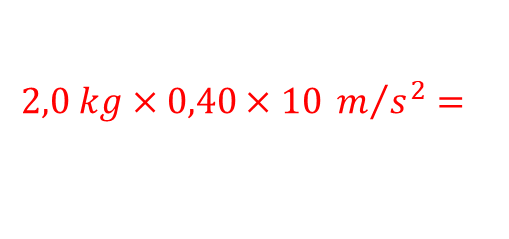 2,0 kg × 0,40 × 10 m/s² =